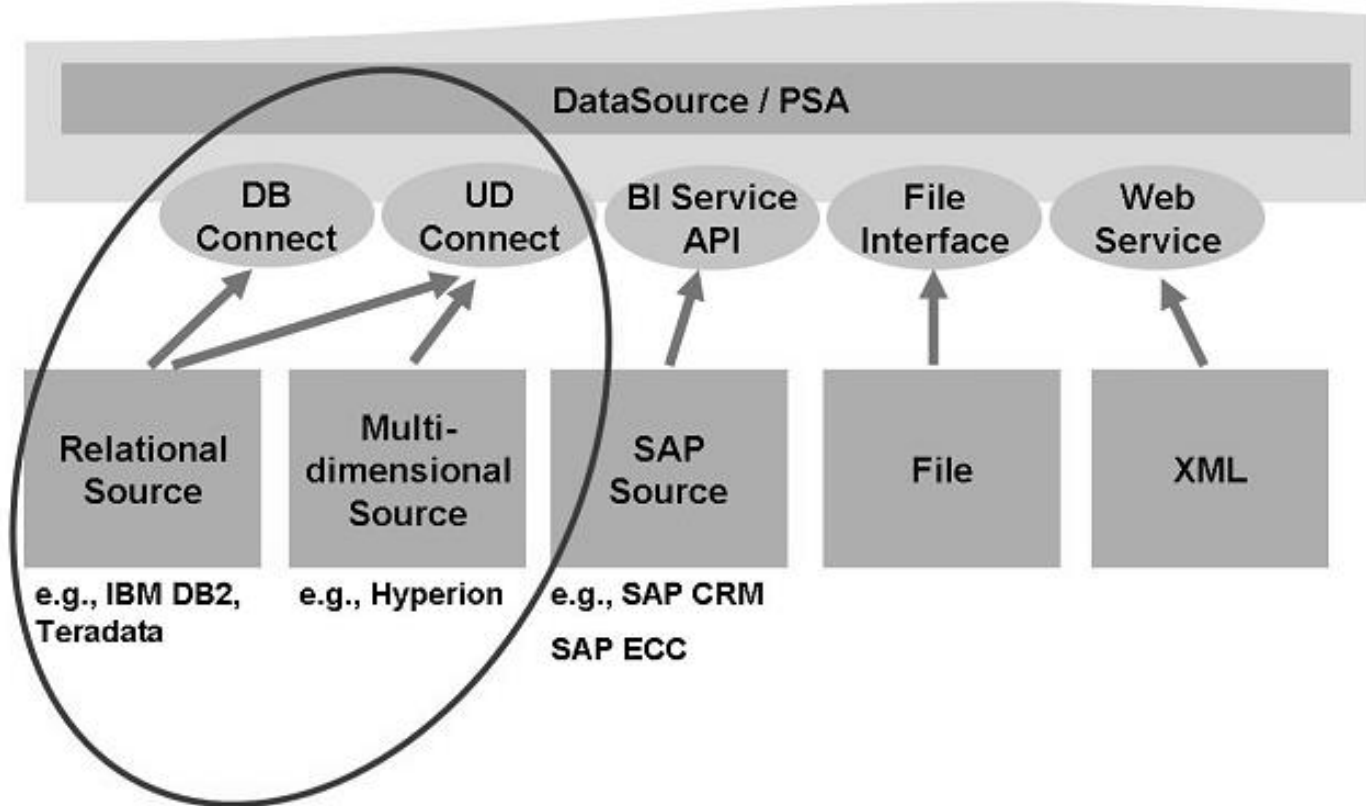 DataSource / PSA
DB
Connect
UD
Connect
BI Service
API
File
Interface
Web
Service
Relational
Source
Multi-
dimensional
Source
SAP
Source
File
XML
e.g., IBM DB2,
Teradata
e.g., Hyperion
e.g., SAP CRM
SAP ECC